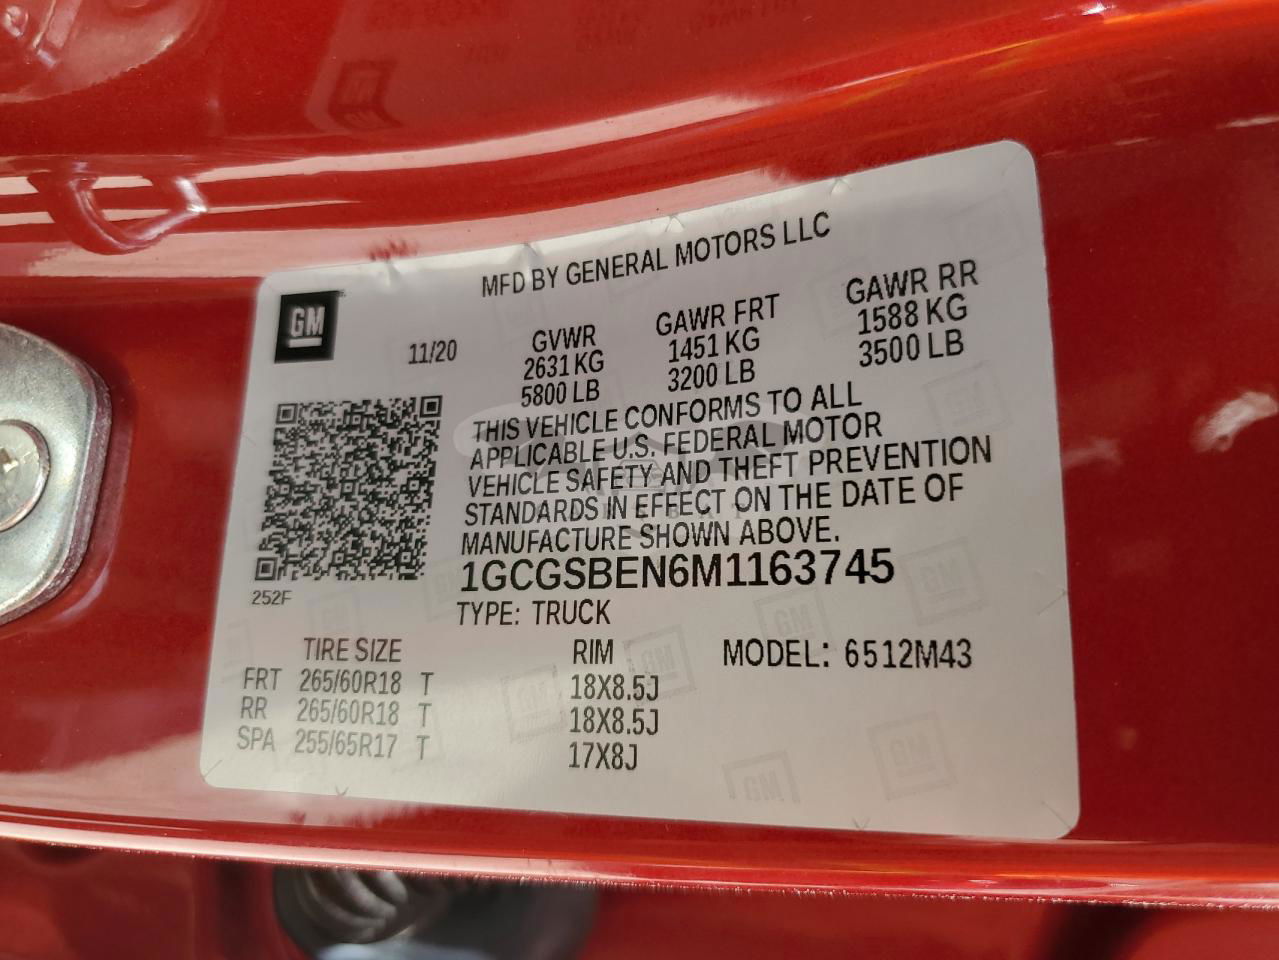 MFD BY GENERAL MOTORS LLC
GM
11/20
GVWR
2631 KG
5800 LB
GAWR FRT
1451 KG
3200 LB
GAWR RR
1588 KG
3500 LB
THIS VEHICLE CONFORMS TO ALL
APPLICABLE U.S. FEDERAL MOTOR
VEHICLE SAFETY AND THEFT PREVENTION
STANDARDS IN EFFECT ON THE DATE OF
MANUFACTURE SHOWN ABOVE.
1GCGSBEN6M1163745
252F
TYPE: TRUCK
TIRE SIZE RIM MODEL: 6512M43
FRT 265/60R18 T 18X8.5J
RR 265/60R18 T 18X8.5J
SPA 255/65R17 T 17X8J